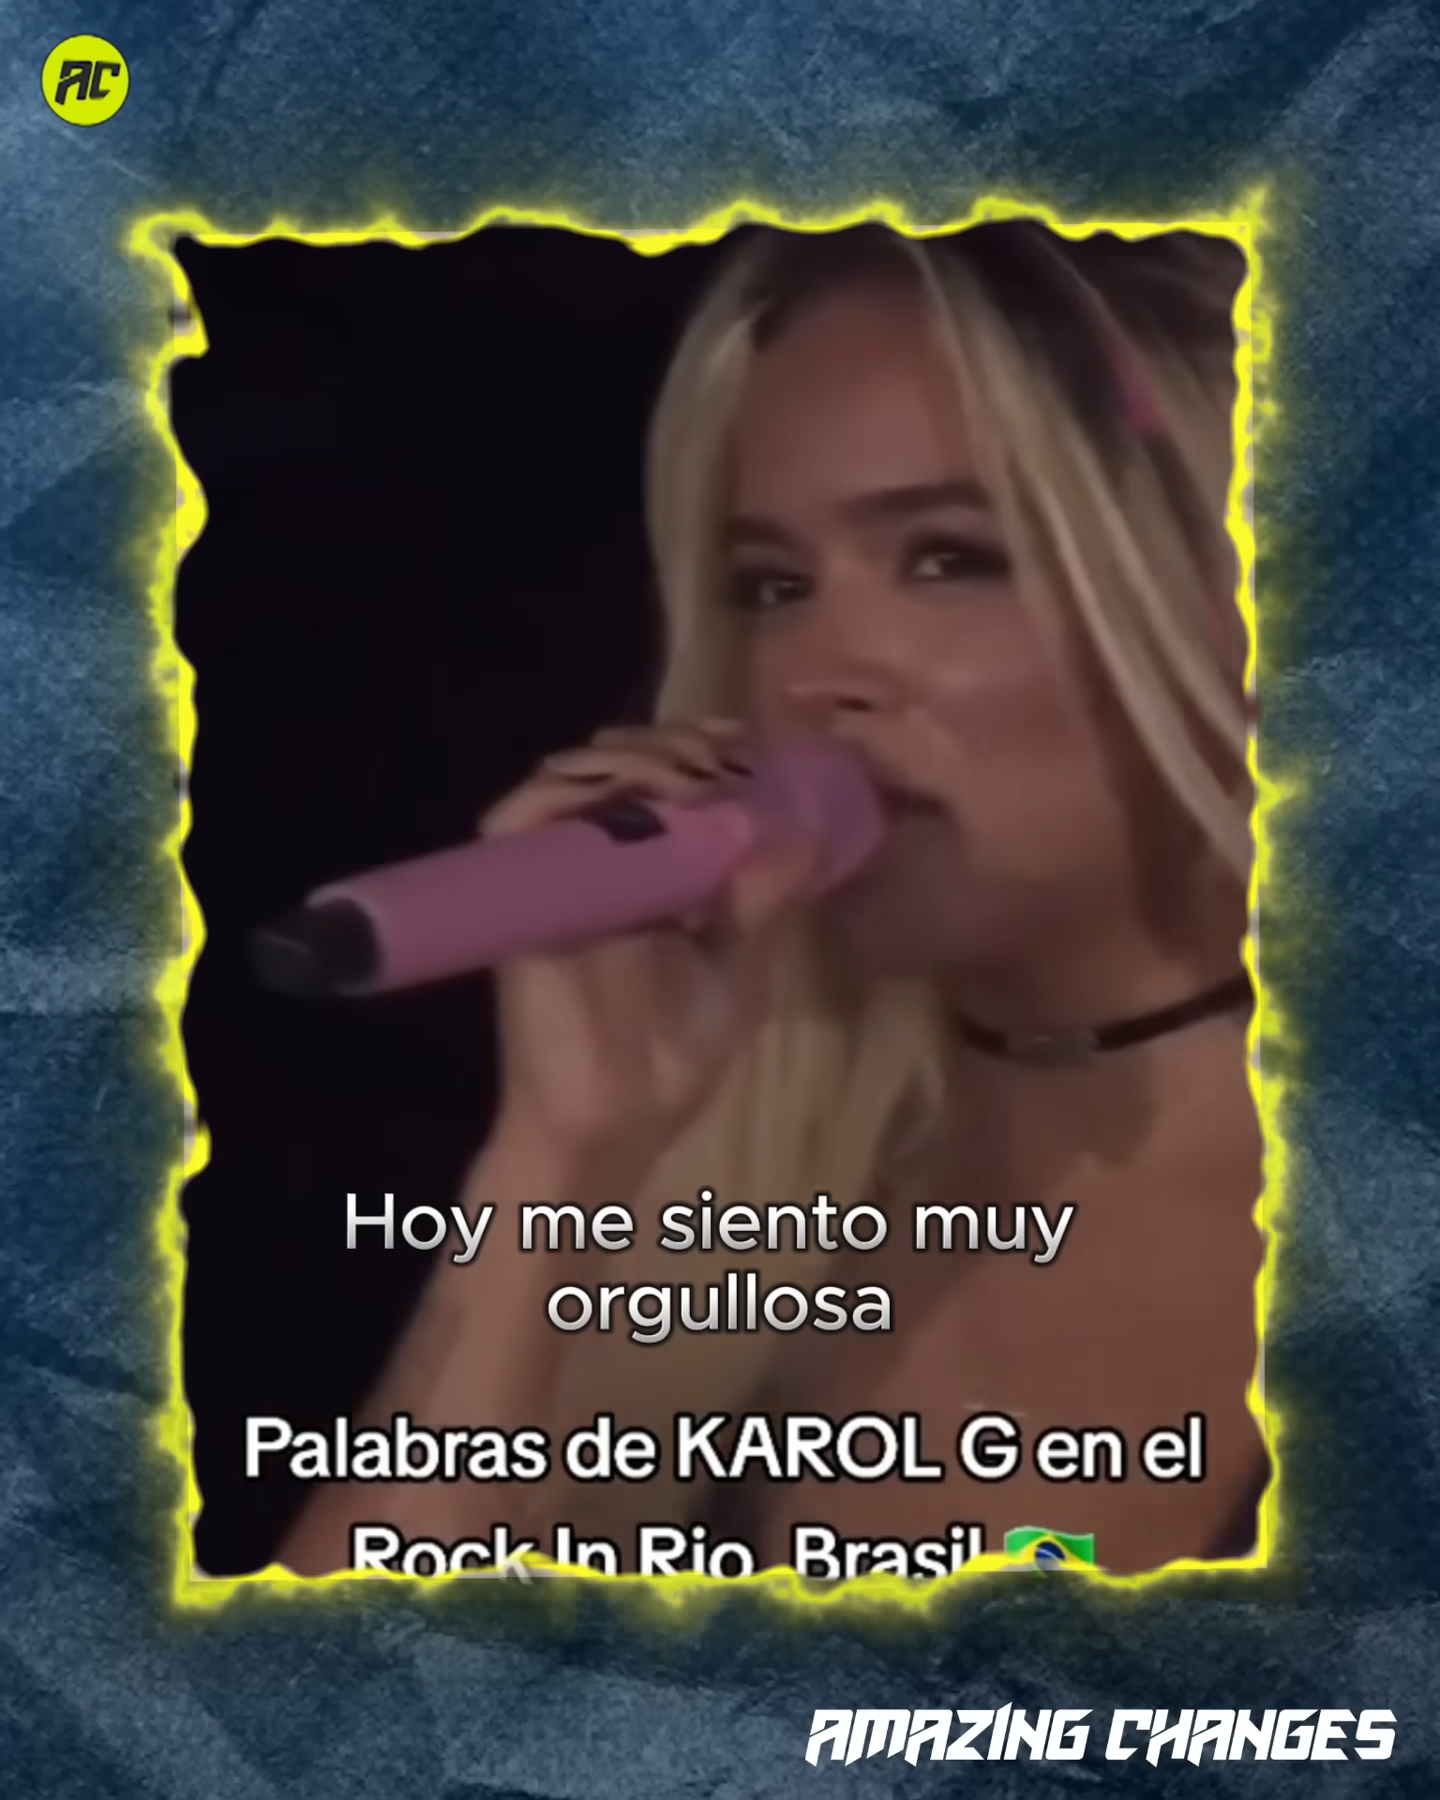 AC
Hoy me siento muy
orgullosa
Palabras de KAROL G en el
Rock In Rio, Brasil 🇧🇷
AMAZING CHANGES